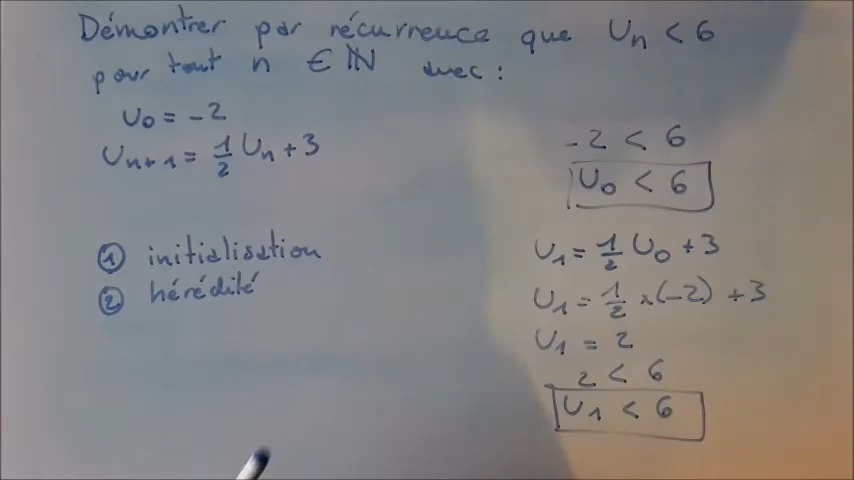 Démontrer par récurrence que Un < 6
pour tout n ∈ ℕ avec :
U0 = -2
Un+1 = 1/2 Un + 3
① initialisation
② hérédité
-2 < 6
U0 < 6
U1 = 1/2 U0 + 3
U1 = 1/2 x(-2) + 3
U1 = 2
2 < 6
U1 < 6